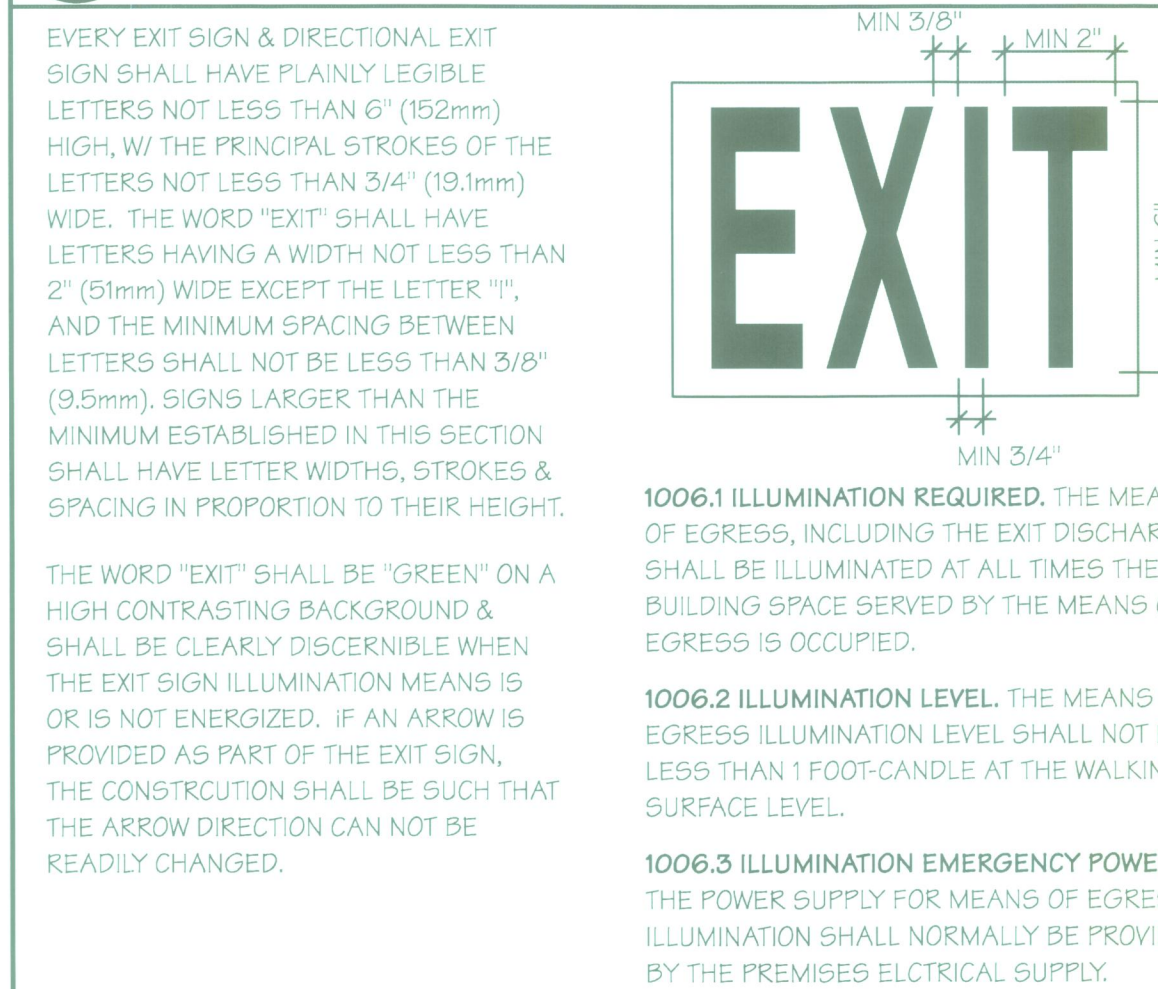 EVERY EXIT SIGN & DIRECTIONAL EXIT
SIGN SHALL HAVE PLAINLY LEGIBLE
LETTERS NOT LESS THAN 6" (152mm)
HIGH, W/ THE PRINCIPAL STROKES OF THE
LETTERS NOT LESS THAN 3/4" (19.1mm)
WIDE. THE WORD "EXIT" SHALL HAVE
LETTERS HAVING A WIDTH NOT LESS THAN
2" (51mm) WIDE EXCEPT THE LETTER "I",
AND THE MINIMUM SPACING BETWEEN
LETTERS SHALL NOT BE LESS THAN 3/8"
(9.5mm). SIGNS LARGER THAN THE
MINIMUM ESTABLISHED IN THIS SECTION
SHALL HAVE LETTER WIDTHS, STROKES &
SPACING IN PROPORTION TO THEIR HEIGHT.
THE WORD "EXIT" SHALL BE "GREEN" ON A
HIGH CONTRASTING BACKGROUND &
SHALL BE CLEARLY DISCERNIBLE WHEN
THE EXIT SIGN ILLUMINATION MEANS IS
OR IS NOT ENERGIZED. iF AN ARROW IS
PROVIDED AS PART OF THE EXIT SIGN,
THE CONSTRCUTION SHALL BE SUCH THAT
THE ARROW DIRECTION CAN NOT BE
READILY CHANGED.
MIN 3/8"
MIN 2"
EXIT
MIN 3/4"
1006.1 ILLUMINATION REQUIRED. THE MEA
OF EGRESS, INCLUDING THE EXIT DISCHAR
SHALL BE ILLUMINATED AT ALL TIMES THE
BUILDING SPACE SERVED BY THE MEANS
EGRESS IS OCCUPIED.
1006.2 ILLUMINATION LEVEL. THE MEANS
EGRESS ILLUMINATION LEVEL SHALL NOT
LESS THAN 1 FOOT-CANDLE AT THE WALKIN
SURFACE LEVEL.
1006.3 ILLUMINATION EMERGENCY POWE
THE POWER SUPPLY FOR MEANS OF EGRE
ILLUMINATION SHALL NORMALLY BE PROVI
BY THE PREMISES ELCTRICAL SUPPLY.